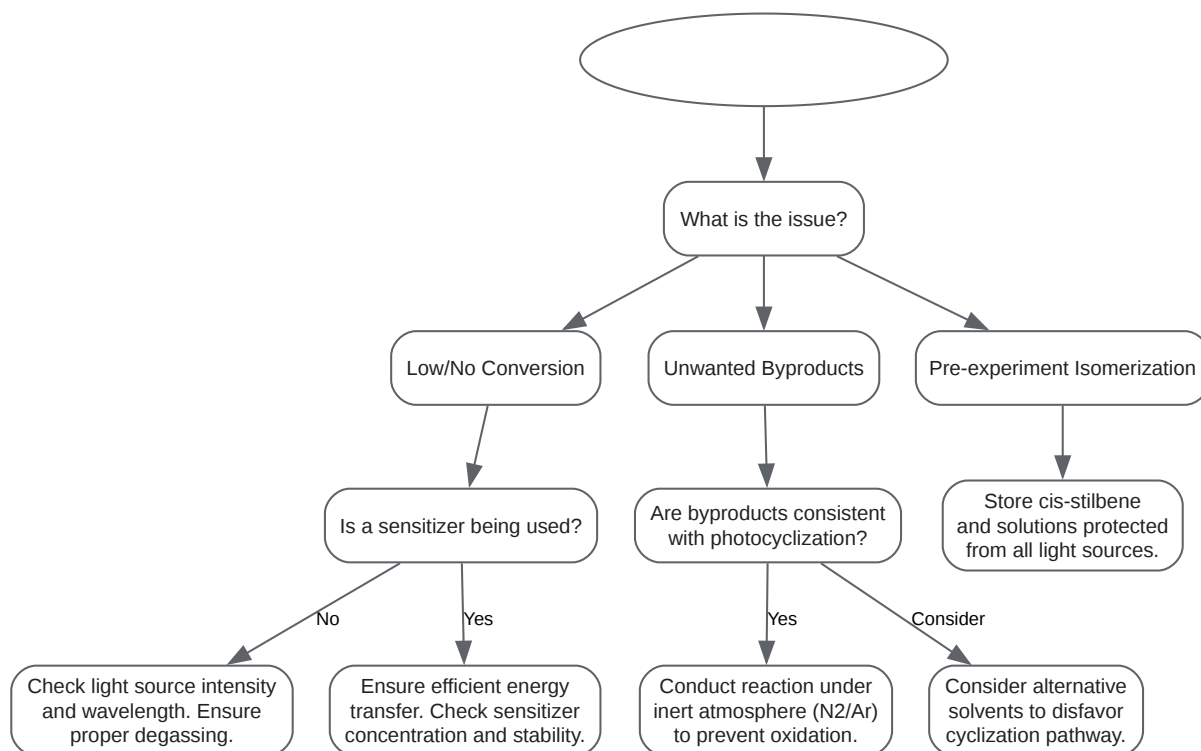 What is the issue?
Low/No Conversion
Unwanted Byproducts
Pre-experiment Isomerization
Is a sensitizer being used?
Are byproducts consistent
with photocyclization?
Store cis-stilbene
and solutions protected
from all light sources.
No
Yes
Yes
Consider
Check light source intensity
and wavelength. Ensure
proper degassing.
Ensure efficient energy
transfer. Check sensitizer
concentration and stability.
Conduct reaction under
inert atmosphere (N2/Ar)
to prevent oxidation.
Consider alternative
solvents to disfavor
cyclization pathway.